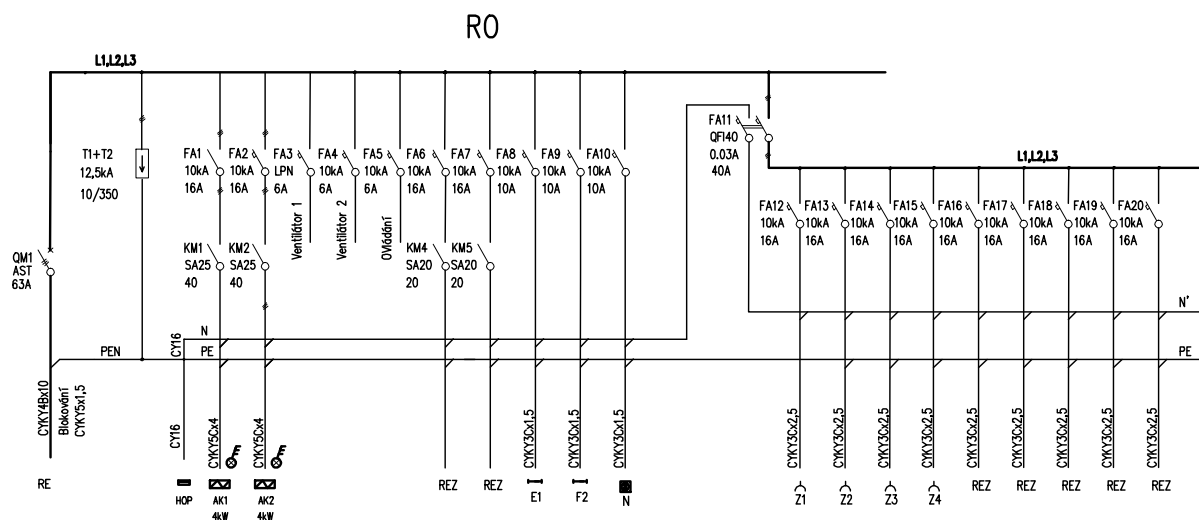 RO
L1,L2,L3
T1+T2
12,5kA
10/350
QM1
AST
63A
FA1
10kA
16A
FA2
10kA
16A
FA3
LPN
6A
FA4
10kA
6A
FA5
10kA
6A
FA6
10kA
16A
FA7
10kA
16A
FA8
10kA
10A
FA9
10kA
10A
FA10
10kA
10A
FA11
QFI40
0.03A
40A
L1,L2,L3
FA12
10kA
16A
FA13
10kA
16A
FA14
10kA
16A
FA15
10kA
16A
FA16
10kA
16A
FA17
10kA
16A
FA18
10kA
16A
FA19
10kA
16A
FA20
10kA
16A
Ventilátor 1
Ventilátor 2
Ovládání
KM1
SA25
40
KM2
SA25
40
KM4
SA20
20
KM5
SA20
20
N
N'
PEN
PE
PE
CY16
CYKY4Bx10
Blokování
CYKY5x1,5
CY16
CYKY5Cx4
CYKY5Cx4
CYKY3Cx1,5
CYKY3Cx1,5
CYKY3Cx1,5
CYKY3Cx2,5
CYKY3Cx2,5
CYKY3Cx2,5
CYKY3Cx2,5
CYKY3Cx2,5
CYKY3Cx2,5
CYKY3Cx2,5
CYKY3Cx2,5
CYKY3Cx2,5
RE
HOP
AK1
4kW
AK2
4kW
REZ
REZ
E1
F2
N
Z1
Z2
Z3
Z4
REZ
REZ
REZ
REZ
REZ